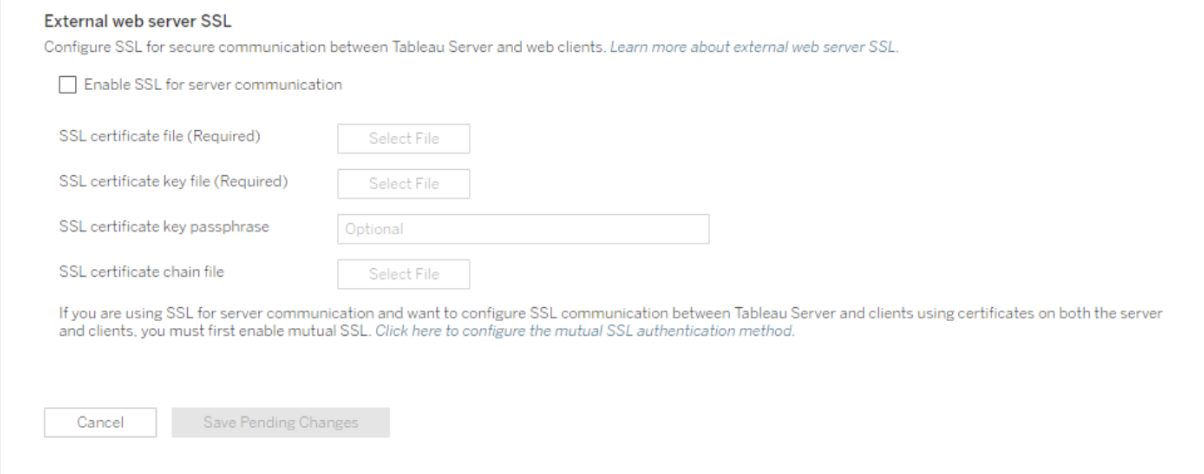 External web server SSL
Configure SSL for secure communication between Tableau Server and web clients. Learn more about external web server SSL.
Enable SSL for server communication
SSL certificate file (Required) Select File
SSL certificate key file (Required) Select File
SSL certificate key passphrase Optional
SSL certificate chain file Select File
If you are using SSL for server communication and want to configure SSL communication between Tableau Server and clients using certificates on both the server
and clients, you must first enable mutual SSL. Click here to configure the mutual SSL authentication method.
Cancel Save Pending Changes